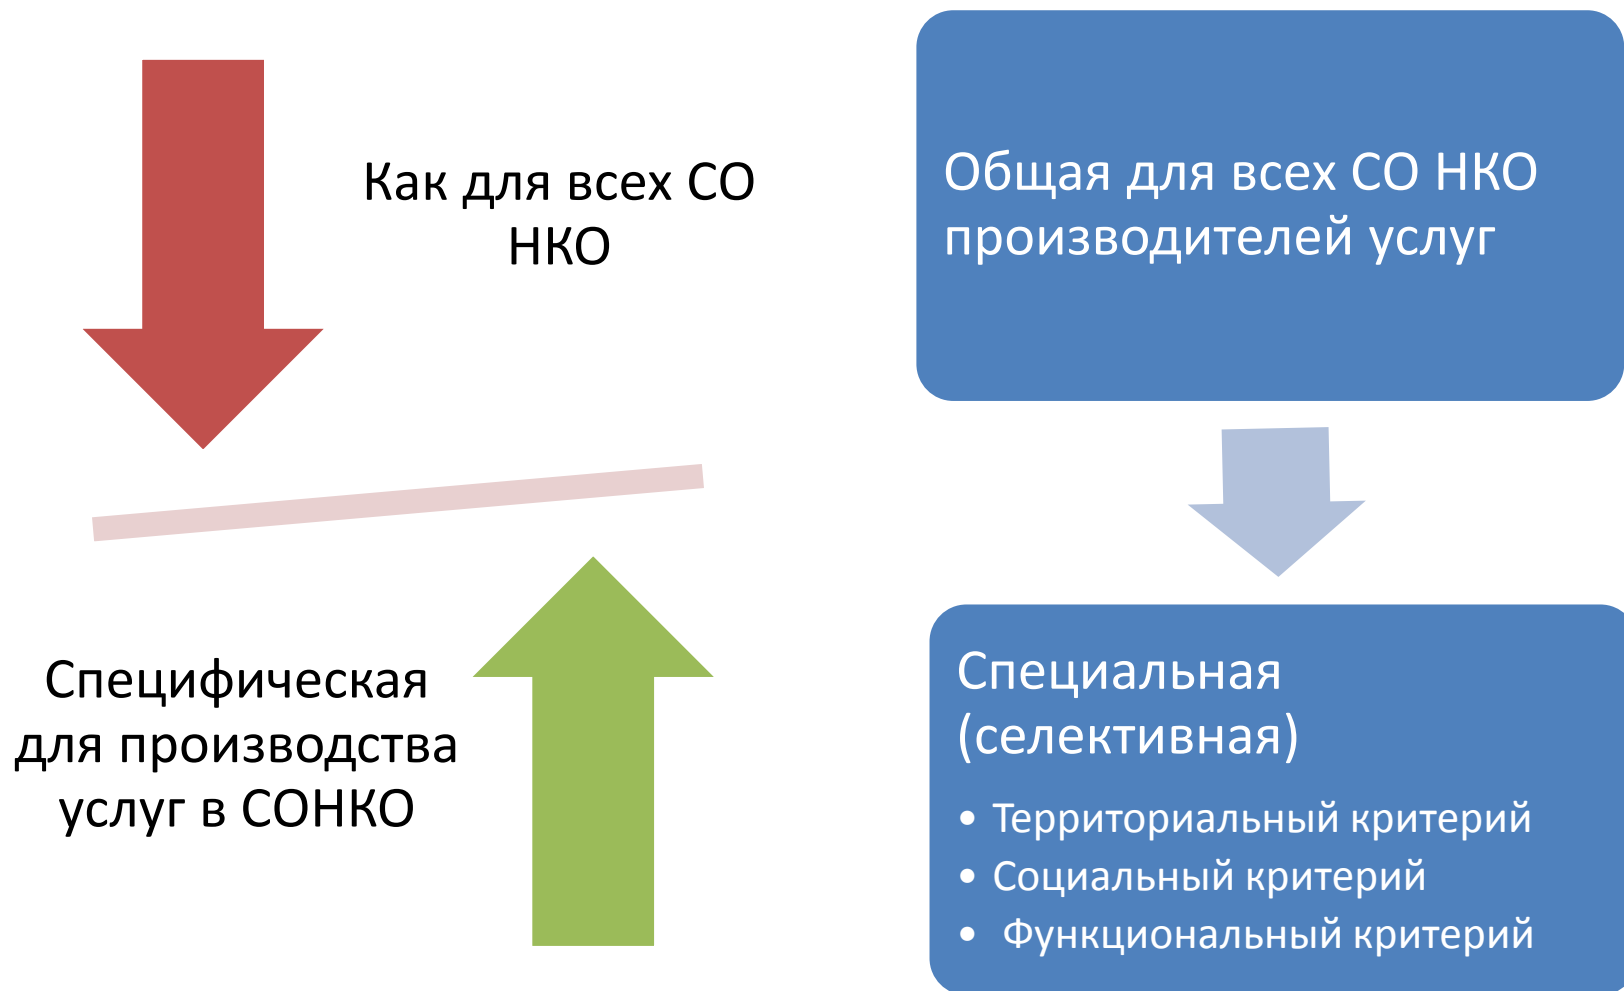 Как для всех СО
НКО
Специфическая
для производства
услуг в СОНКО
Общая для всех СО НКО
производителей услуг
Специальная
(селективная)
• Территориальный критерий
• Социальный критерий
• Функциональный критерий